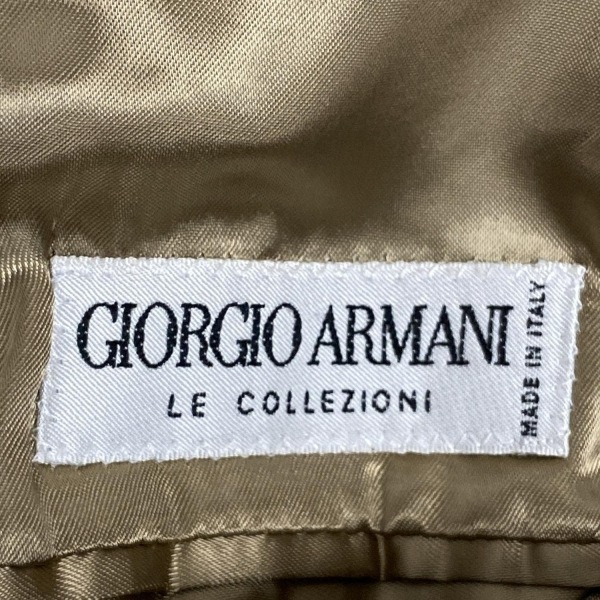 GIORGIO ARMANI
LE COLLEZIONI
MADE IN ITALY